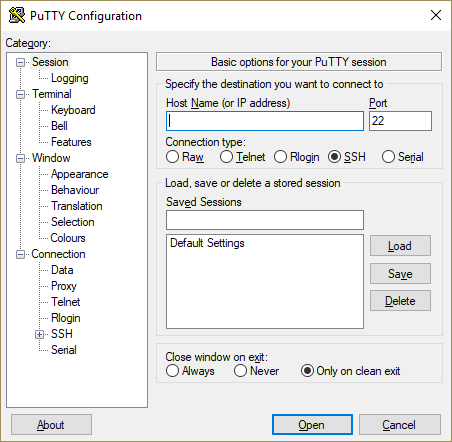 PuTTY Configuration
Category:
Session
Logging
Terminal
Keyboard
Bell
Features
Window
Appearance
Behaviour
Translation
Selection
Colours
Connection
Data
Proxy
Telnet
Rlogin
SSH
Serial
Basic options for your PuTTY session
Specify the destination you want to connect to
Host Name (or IP address) Port
22
Connection type:
Raw Telnet Rlogin SSH Serial
Load, save or delete a stored session
Saved Sessions
Default Settings
Load
Save
Delete
Close window on exit:
Always Never Only on clean exit
About Open Cancel